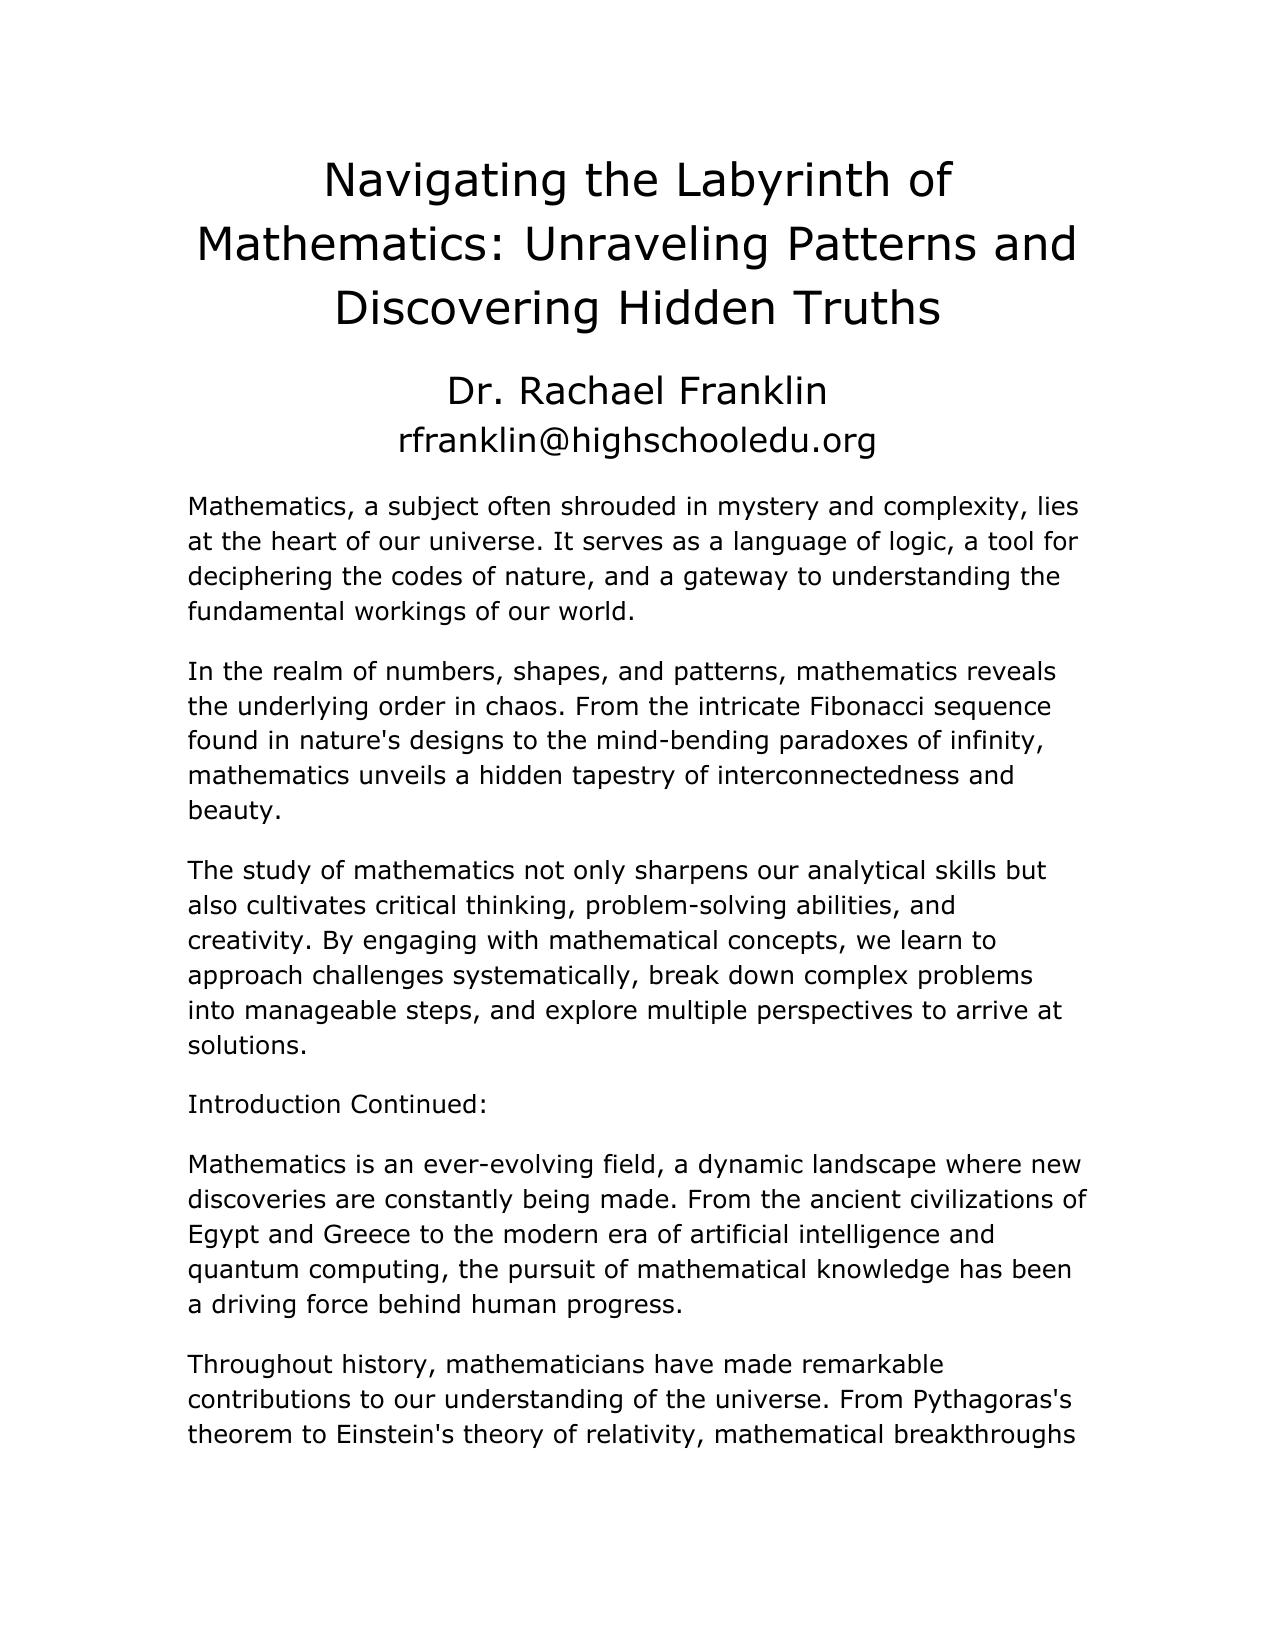 Navigating the Labyrinth of
Mathematics: Unraveling Patterns and
Discovering Hidden Truths
Dr. Rachael Franklin
rfranklin@highschooledu.org
Mathematics, a subject often shrouded in mystery and complexity, lies
at the heart of our universe. It serves as a language of logic, a tool for
deciphering the codes of nature, and a gateway to understanding the
fundamental workings of our world.
In the realm of numbers, shapes, and patterns, mathematics reveals
the underlying order in chaos. From the intricate Fibonacci sequence
found in nature's designs to the mind-bending paradoxes of infinity,
mathematics unveils a hidden tapestry of interconnectedness and
beauty.
The study of mathematics not only sharpens our analytical skills but
also cultivates critical thinking, problem-solving abilities, and
creativity. By engaging with mathematical concepts, we learn to
approach challenges systematically, break down complex problems
into manageable steps, and explore multiple perspectives to arrive at
solutions.
Introduction Continued:
Mathematics is an ever-evolving field, a dynamic landscape where new
discoveries are constantly being made. From the ancient civilizations of
Egypt and Greece to the modern era of artificial intelligence and
quantum computing, the pursuit of mathematical knowledge has been
a driving force behind human progress.
Throughout history, mathematicians have made remarkable
contributions to our understanding of the universe. From Pythagoras's
theorem to Einstein's theory of relativity, mathematical breakthroughs